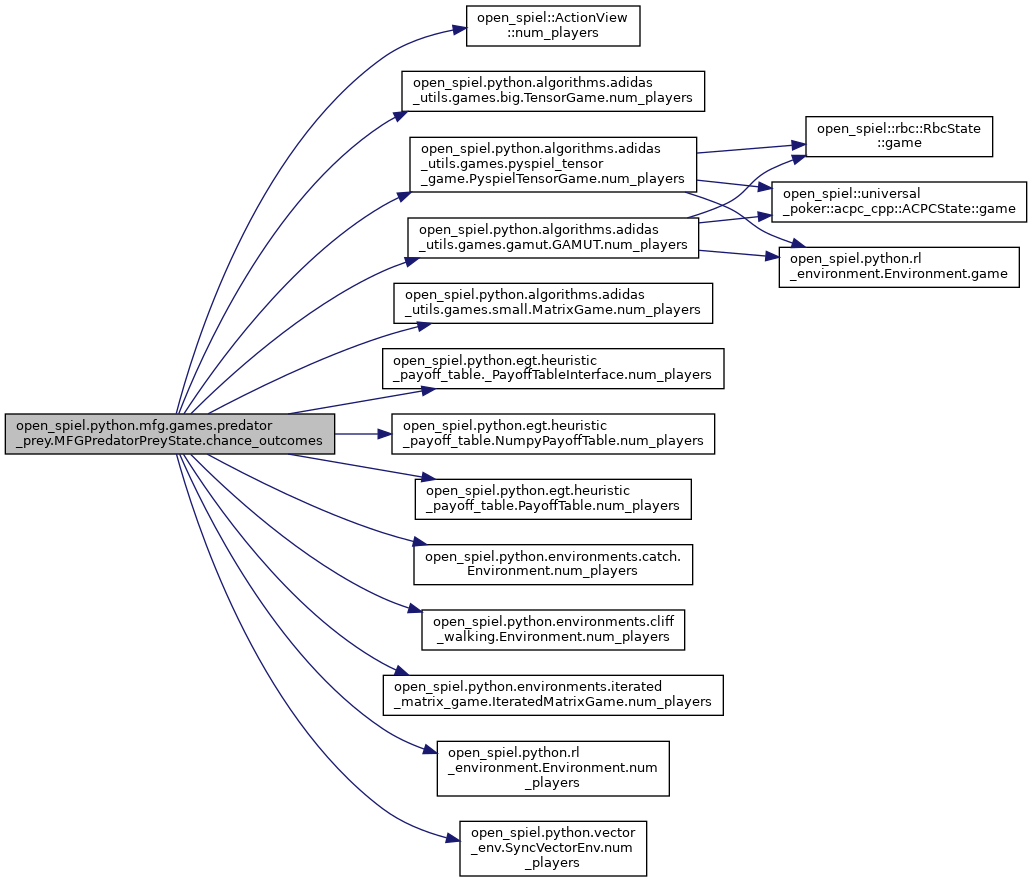 open_spiel.python.mfg.games.predator
_prey.MFGPredatorPreyState.chance_outcomes
open_spiel::ActionView
::num_players
open_spiel.python.algorithms.adidas
_utils.games.big.TensorGame.num_players
open_spiel.python.algorithms.adidas
_utils.games.pyspiel_tensor
_game.PyspielTensorGame.num_players
open_spiel.python.algorithms.adidas
_utils.games.gamut.GAMUT.num_players
open_spiel.python.algorithms.adidas
_utils.games.small.MatrixGame.num_players
open_spiel.python.egt.heuristic
_payoff_table._PayoffTableInterface.num_players
open_spiel.python.egt.heuristic
_payoff_table.NumpyPayoffTable.num_players
open_spiel.python.egt.heuristic
_payoff_table.PayoffTable.num_players
open_spiel.python.environments.catch.
Environment.num_players
open_spiel.python.environments.cliff
_walking.Environment.num_players
open_spiel.python.environments.iterated
_matrix_game.IteratedMatrixGame.num_players
open_spiel.python.rl
_environment.Environment.num
_players
open_spiel.python.vector
_env.SyncVectorEnv.num
_players
open_spiel::rbc::RbcState
::game
open_spiel::universal
_poker::acpc_cpp::ACPCState::game
open_spiel.python.rl
_environment.Environment.game